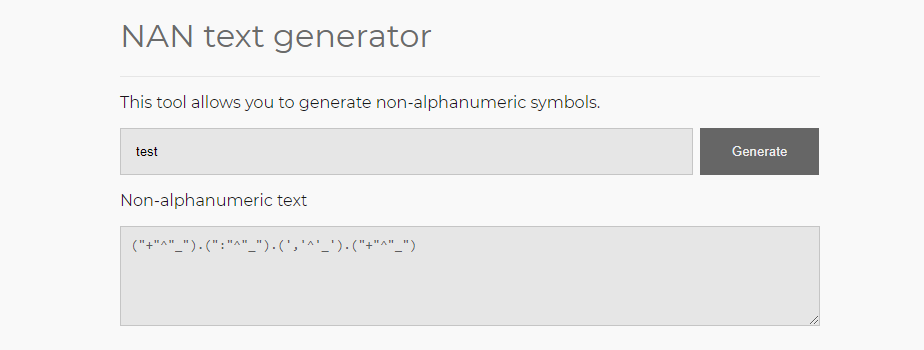 NAN text generator
This tool allows you to generate non-alphanumeric symbols.
test
Generate
Non-alphanumeric text
("+"^"_").(":"^"_").(','^'_').("+"^"_")